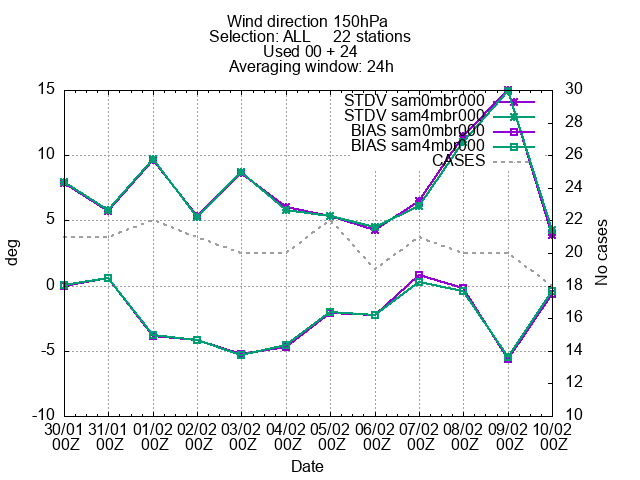 Wind direction 150hPa
Selection: ALL 22 stations
Used 00 + 24
Averaging window: 24h
STDV sam0mbr000
STDV sam4mbr000
BIAS sam0mbr000
BIAS sam4mbr000
CASES
15
10
5
0
-5
-10
deg
30
28
26
24
22
20
18
16
14
12
10
No cases
30/01 31/01 01/02 02/02 03/02 04/02 05/02 06/02 07/02 08/02 09/02 10/02
00Z 00Z 00Z 00Z 00Z 00Z 00Z 00Z 00Z 00Z 00Z 00Z
Date